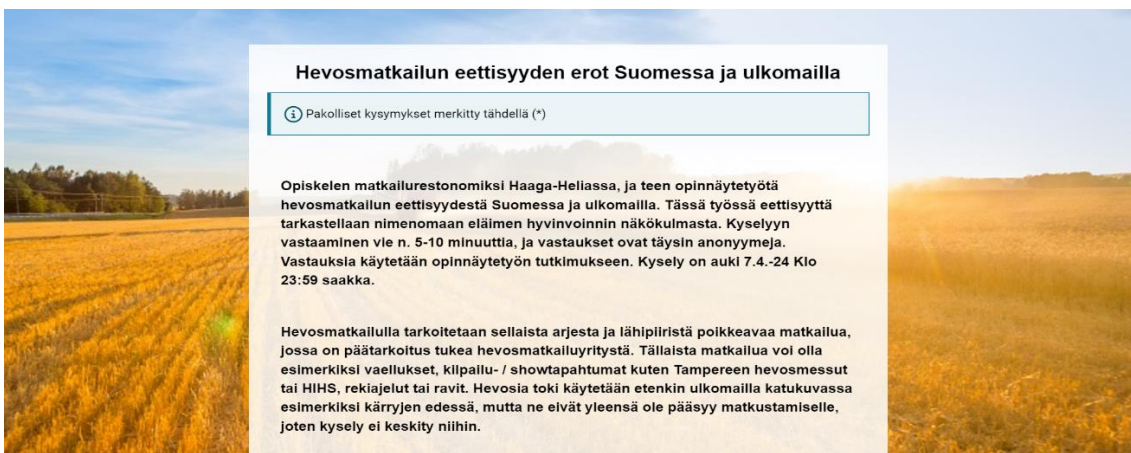 Hevosmatkailun eettisyyden erot Suomessa ja ulkomailla
Pakolliset kysymykset merkitty tähdellä (*)
Opiskelen matkailurestonomiksi Haaga-Heliassa, ja teen opinnäytetyötä
hevosmatkailun eettisyydestä Suomessa ja ulkomailla. Tässä työssä eettisyyttä
tarkastellaan nimenomaan eläimen hyvinvoinnin näkökulmasta. Kyselyyn
vastaaminen vie n. 5-10 minuuttia, ja vastaukset ovat täysin anonyymeja.
Vastauksia käytetään opinnäytetyön tutkimukseen. Kysely on auki 7.4.-24 Klo
23:59 saakka.
Hevosmatkailulla tarkoitetaan sellaista arjesta ja lähipiiristä poikkeavaa matkailua,
jossa on päätarkoitus tukea hevosmatkailuyritystä. Tällaista matkailua voi olla
esimerkiksi vaellukset, kilpailu- / showtapahtumat kuten Tampereen hevosmessut
tai HIHS, rekiajelut tai ravit. Hevosia toki käytetään etenkin ulkomailla katukuvassa
esimerkiksi kärryjen edessä, mutta ne eivät yleensä ole pääsyy matkustamiselle,
joten kysely ei keskity niihin.